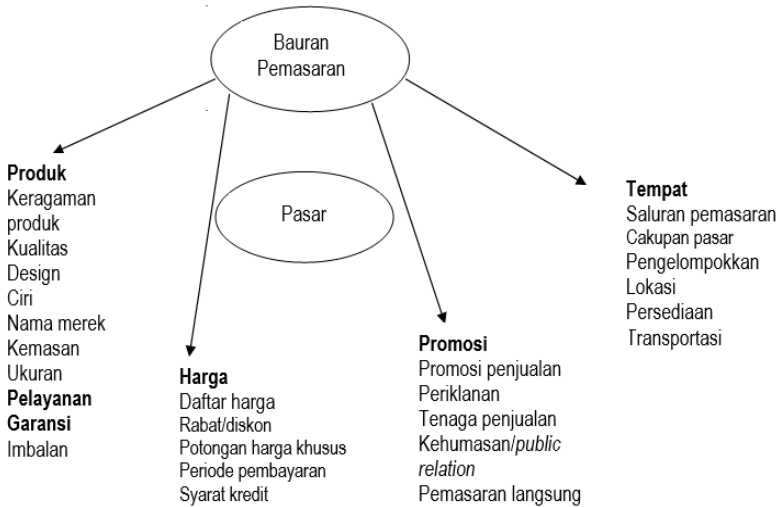 Bauran
Pemasaran
Pasar
Produk
Keragaman
produk
Kualitas
Design
Ciri
Nama merek
Kemasan
Ukuran
Pelayanan
Garansi
Imbalan
Harga
Daftar harga
Rabat/diskon
Potongan harga khusus
Periode pembayaran
Syarat kredit
Promosi
Promosi penjualan
Periklanan
Tenaga penjualan
Kehumasan/public
relation
Pemasaran langsung
Tempat
Saluran pemasaran
Cakupan pasar
Pengelompokkan
Lokasi
Persediaan
Transportasi